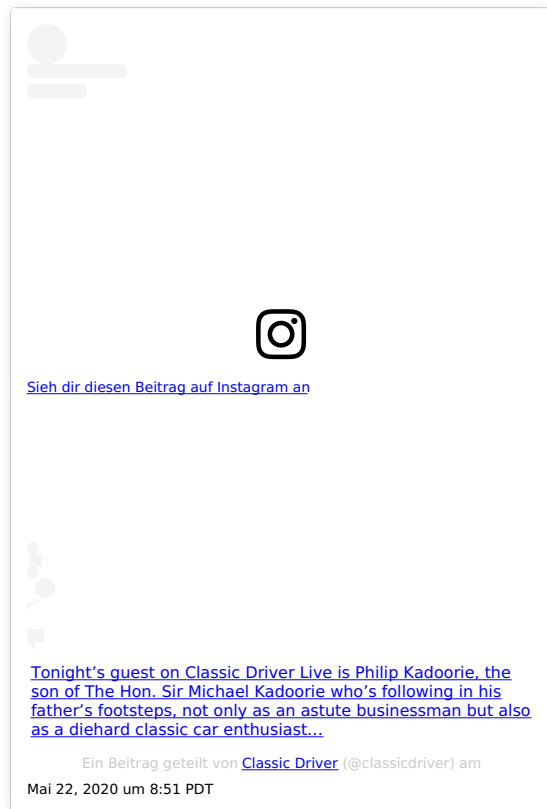 Sieh dir diesen Beitrag auf Instagram an
Tonight’s guest on Classic Driver Live is Philip Kadoorie, the
son of The Hon. Sir Michael Kadoorie who’s following in his
father’s footsteps, not only as an astute businessman but also
as a diehard classic car enthusiast…
Ein Beitrag geteilt von Classic Driver (@classicdriver) am
Mai 22, 2020 um 8:51 PDT